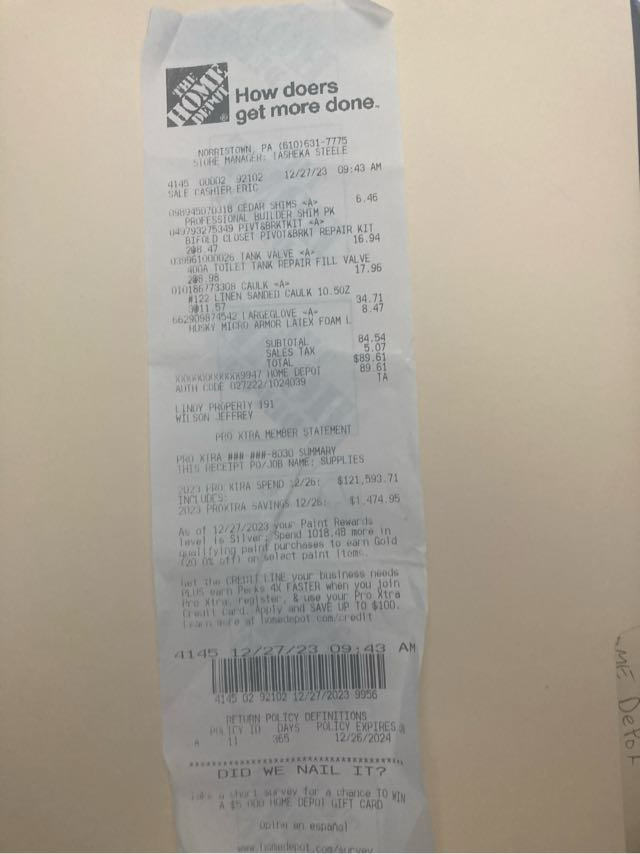 THE
HOME
DEPOT
How doers
get more done.
NORRISTOWN, PA (610)631-7775
STORE MANAGER: TASHEKA STEELE
4145 00002 92102 12/27/23 09:43 AM
SALE CASHIER ERIC
098945070318 CEDAR SHIMS <A> 6.46
PROFESSIONAL BUILDER SHIM PK
049793275349 PIVT&BRKTKIT <A>
BIFOLD CLOSET PIVOT&BRKT REPAIR KIT
2@8.47 16.94
039961000026 TANK VALVE <A>
400A TOILET TANK REPAIR FILL VALVE
2@8.98 17.96
010186773308 CAULK <A>
#122 LINEN SANDED CAULK 10.5OZ
3@11.57 34.71
662909874542 LARGEGLOVE <A> 8.47
HUSKY MICRO ARMOR LATEX FOAM L
SUBTOTAL 84.54
SALES TAX 5.07
TOTAL $89.61
XXXXXXXXXXXX9947 HOME DEPOT 89.61
AUTH CODE 027222/1024039 TA
LINDY PROPERTY 191
WILSON JEFFREY
PRO XTRA MEMBER STATEMENT
PRO XTRA ### ###-8030 SUMMARY
THIS RECEIPT PO/JOB NAME: SUPPLIES
2023 PRO XTRA SPEND 12/26: $121,593.71
INCLUDES:
2023 PROXTRA SAVINGS 12/26: $1,474.95
As of 12/27/2023 your Paint Rewards
level is Silver; Spend 1018.48 more in
qualifying paint purchases to earn Gold
(20.0% off) on select paint items.
Get the CREDIT LINE your business needs
PLUS earn Perks 4X FASTER when you join
Pro Xtra, register, & use your Pro Xtra
Credit Card. Apply and SAVE UP TO $100.
Learn more at homedepot.com/credit
4145 12/27/23 09:43 AM
4145 02 92102 12/27/2023 9956
RETURN POLICY DEFINITIONS
POLICY ID DAYS POLICY EXPIRES ON
A 11 365 12/26/2024
DID WE NAIL IT?
Take a short survey for a chance TO WIN
A $5,000 HOME DEPOT GIFT CARD
Opine en español
www.homedepot.com/survey
ME DEPOT